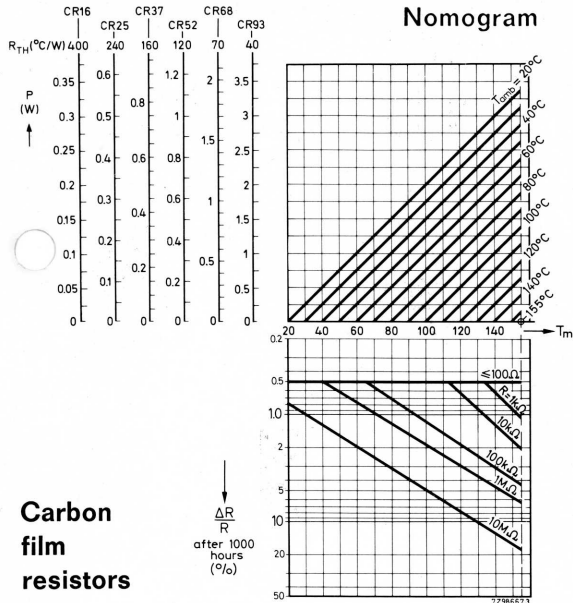 Nomogram
CR16 CR37 CR68
CR25 CR52 CR93
R_TH (°C/W) 400 240 160 120 70 40
P
(W)
0.35
0.3
0.25
0.2
0.15
0.1
0.05
0
0.6
0.5
0.4
0.3
0.2
0.1
0
0.8
0.6
0.4
0.2
0
1.2
1
0.8
0.6
0.4
0.2
0
2
1.5
1
0.5
0
3.5
3
2.5
2
1.5
1
0.5
0
Tamb = 20°C
40°C
60°C
80°C
100°C
120°C
140°C
155°C
20 40 60 80 100 120 140
Tm
0.2
0.5
1.0
2
5
10
20
50
≤100Ω
R=1kΩ
10kΩ
100kΩ
1MΩ
10MΩ
ΔR
R
after 1000
hours
(%)
Carbon
film
resistors
7Z986673